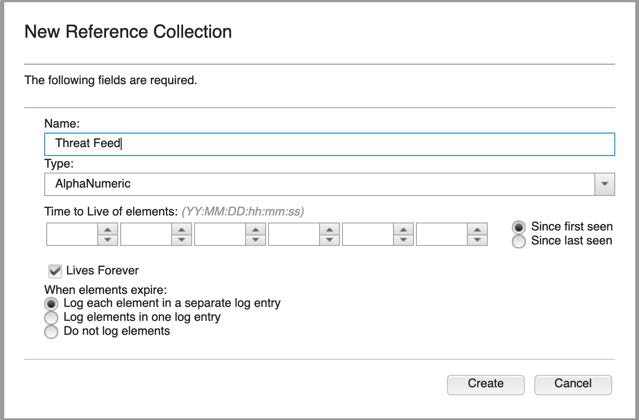 New Reference Collection
The following fields are required.
Name:
Threat Feed
Type:
AlphaNumeric
Time to Live of elements: (YY:MM:DD:hh:mm:ss)
Since first seen
Since last seen
Lives Forever
When elements expire:
Log each element in a separate log entry
Log elements in one log entry
Do not log elements
Create Cancel